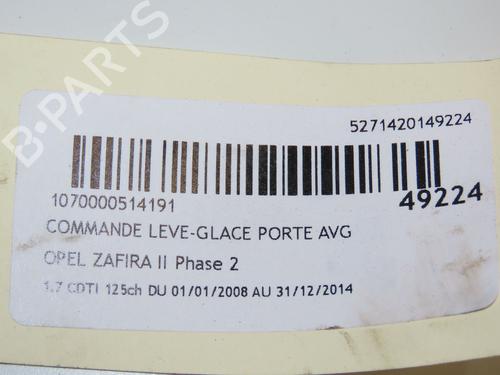 B-PARTS
5271420149224
49224
1070000514191
COMMANDE LEVE-GLACE PORTE AVG
OPEL ZAFIRA II Phase 2
1.7 CDTI 125ch DU 01/01/2008 AU 31/12/2014